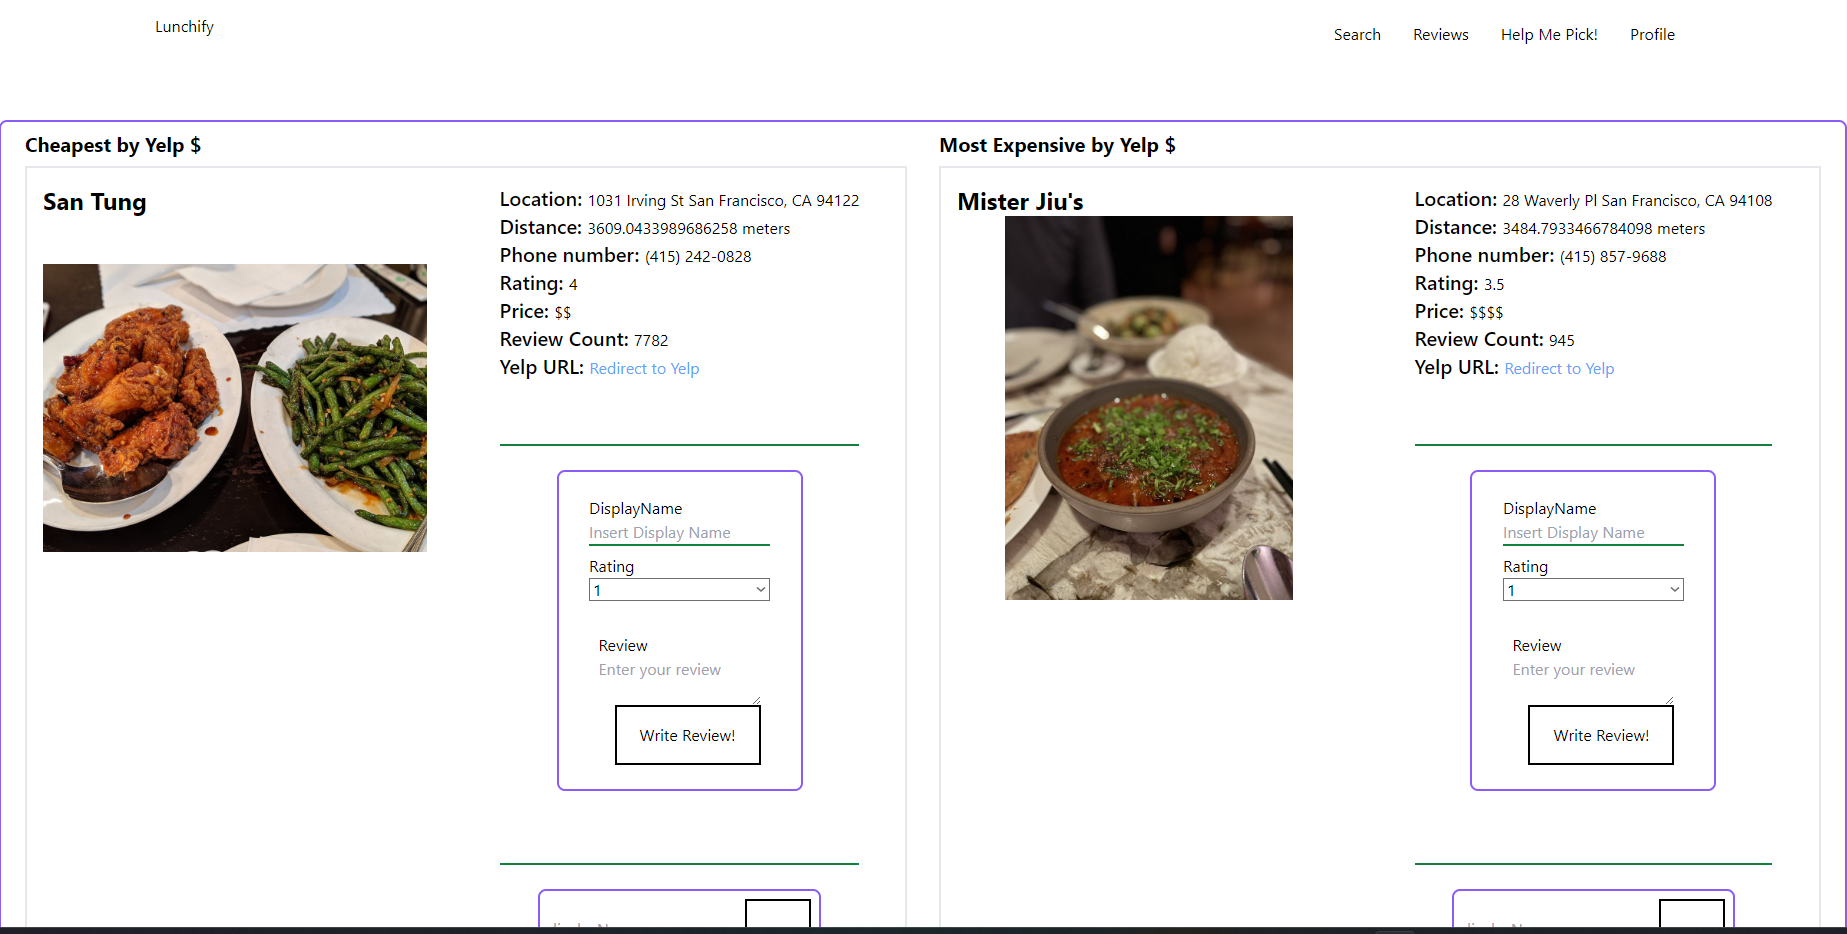 Lunchify
Search Reviews Help Me Pick! Profile
Cheapest by Yelp $
San Tung
Location: 1031 Irving St San Francisco, CA 94122
Distance: 3609.0433989686258 meters
Phone number: (415) 242-0828
Rating: 4
Price: $$
Review Count: 7782
Yelp URL: Redirect to Yelp
DisplayName
Insert Display Name
Rating
1
Review
Enter your review
Write Review!
Most Expensive by Yelp $
Mister Jiu's
Location: 28 Waverly Pl San Francisco, CA 94108
Distance: 3484.7933466784098 meters
Phone number: (415) 857-9688
Rating: 3.5
Price: $$$$
Review Count: 945
Yelp URL: Redirect to Yelp
DisplayName
Insert Display Name
Rating
1
Review
Enter your review
Write Review!